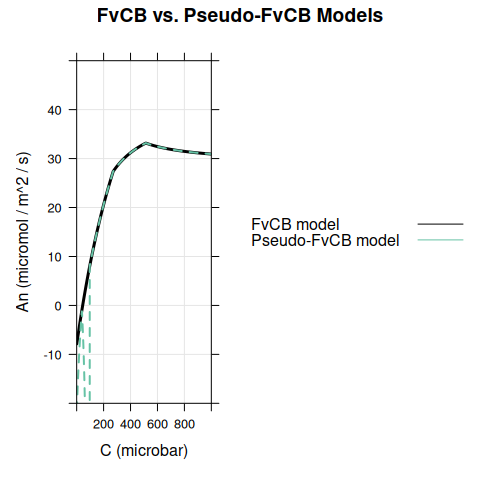 FvCB vs. Pseudo-FvCB Models
40
30
20
10
0
-10
An (micromol / m^2 / s)
200 400 600 800
C (microbar)
FvCB model
Pseudo-FvCB model